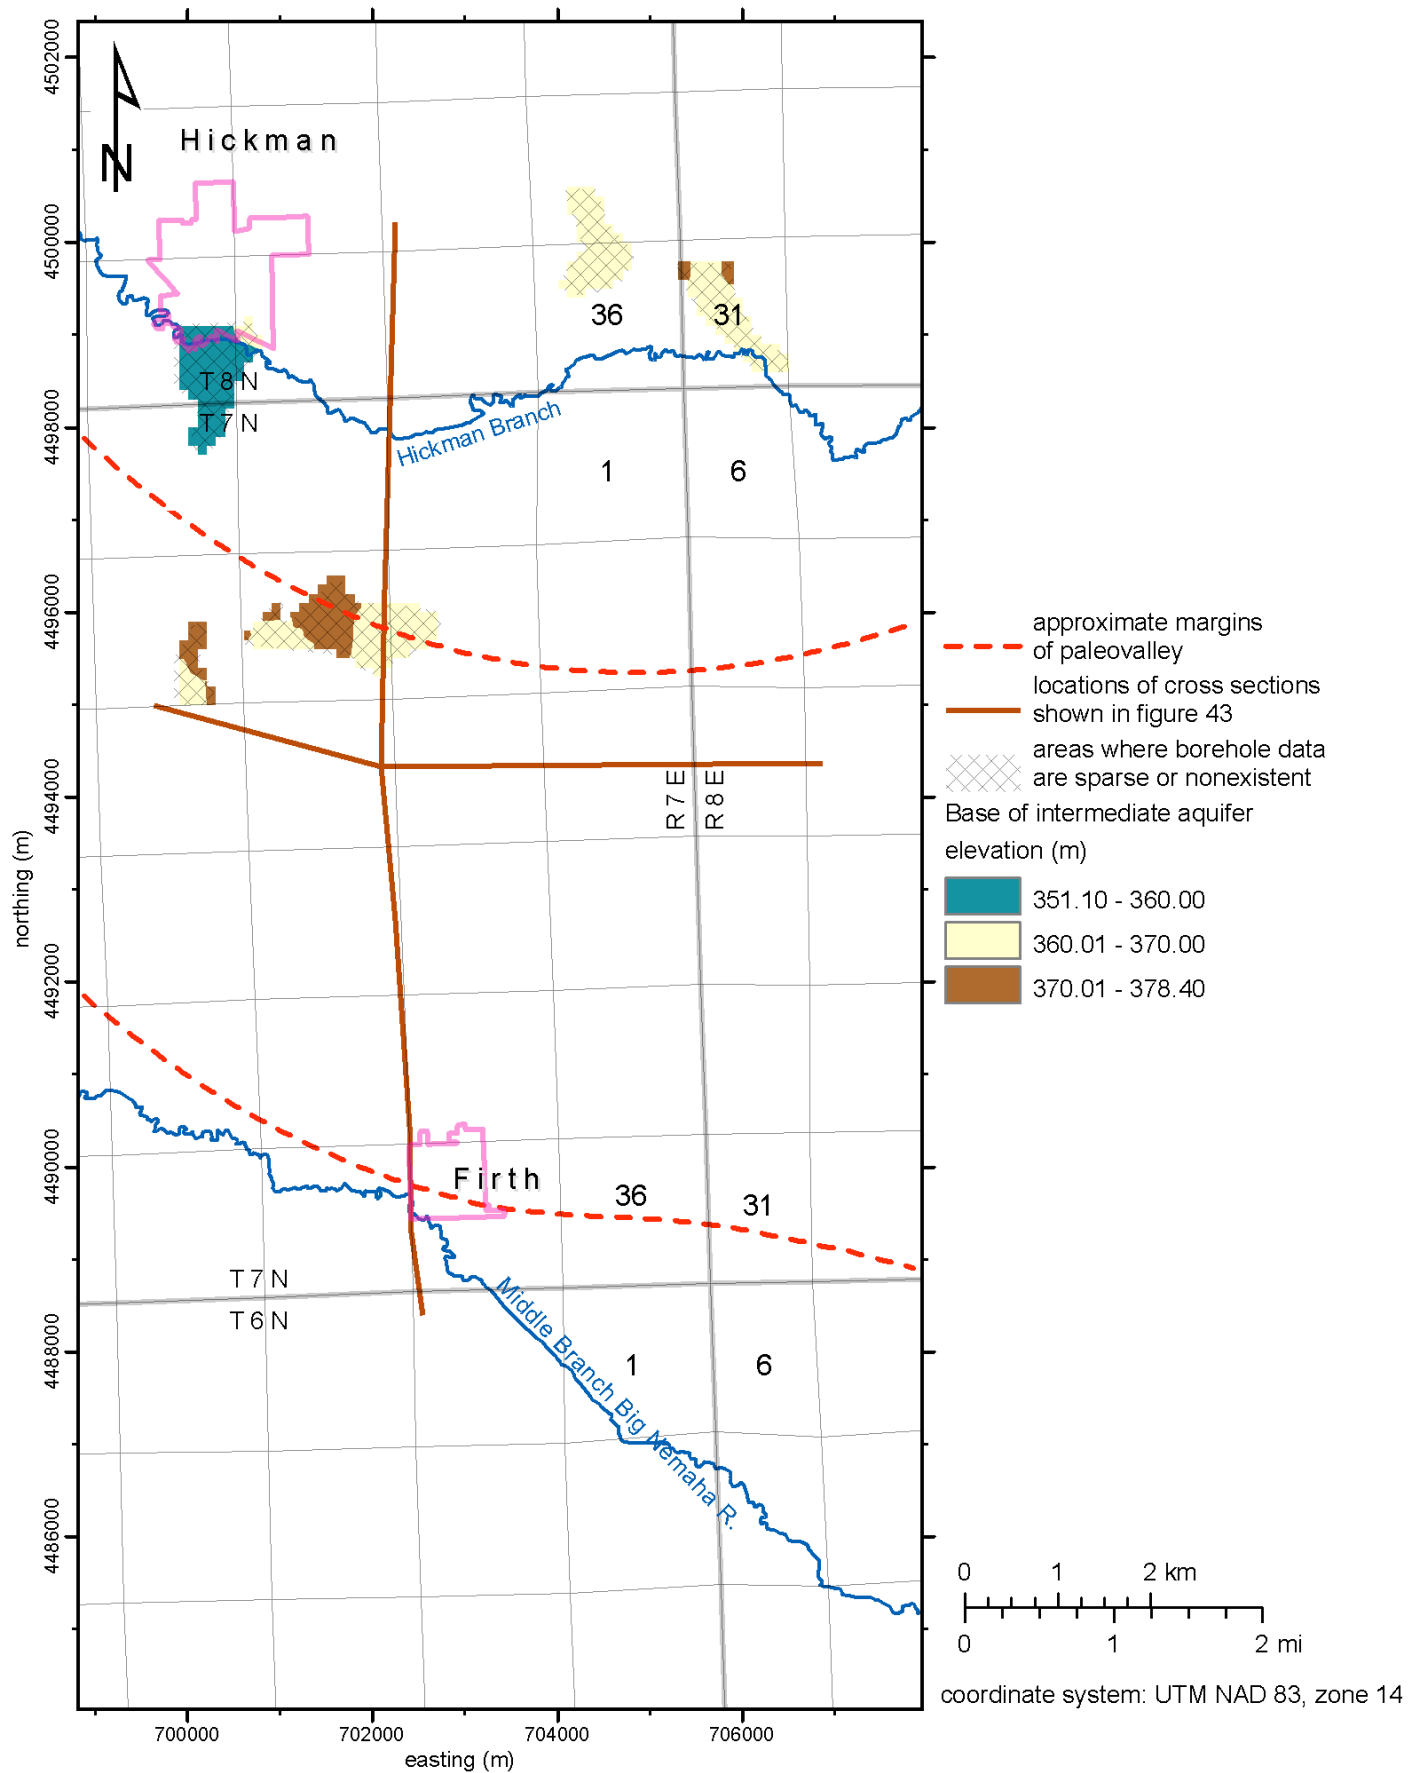 4502000
4500000
4498000
4496000
4494000
4492000
4490000
4488000
4486000
northing (m)
N
Hickman
36
31
T 8 N
T 7 N
Hickman Branch
1
6
R 7 E
R 8 E
Firth
36
31
T 7 N
T 6 N
Middle Branch Big Nemaha R.
1
6
700000
702000
704000
706000
easting (m)
approximate margins
of paleovalley
locations of cross sections
shown in figure 43
areas where borehole data
are sparse or nonexistent
Base of intermediate aquifer
elevation (m)
351.10 - 360.00
360.01 - 370.00
370.01 - 378.40
0 1 2 km
0 1 2 mi
coordinate system: UTM NAD 83, zone 14